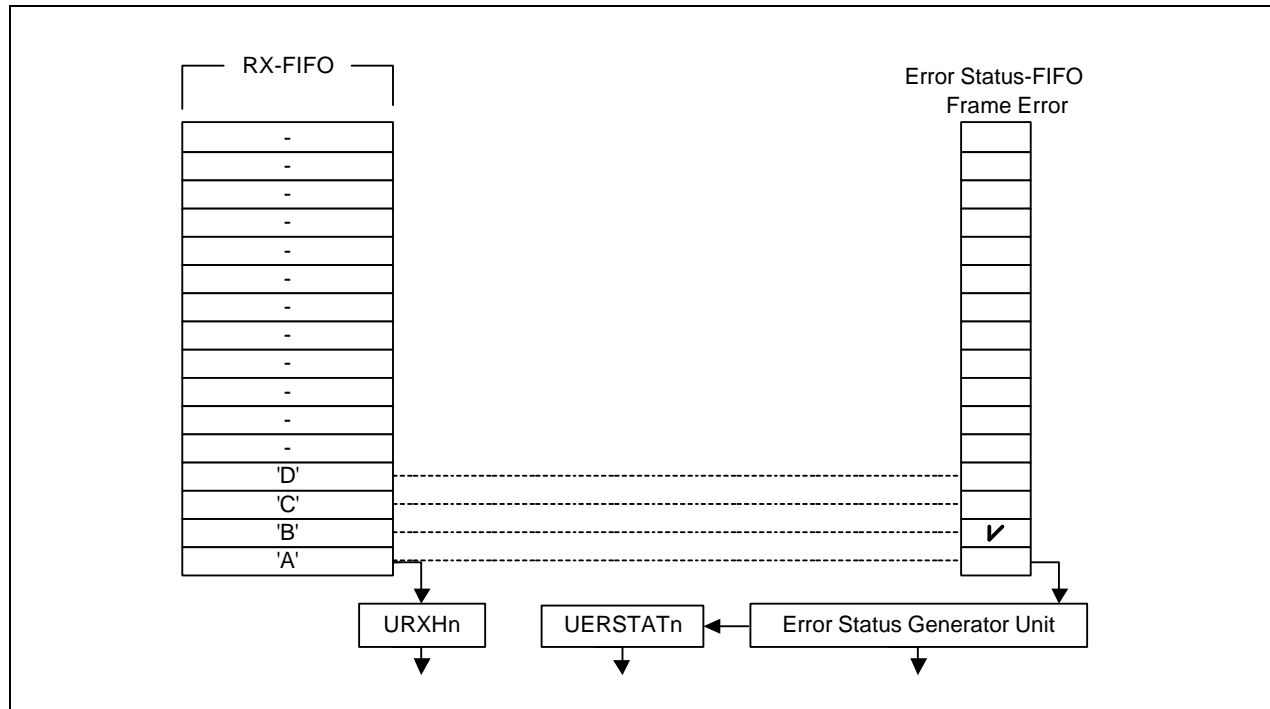 RX-FIFO
Error Status-FIFO
Frame Error
-
-
-
-
-
-
-
-
-
-
-
-
'D'
'C'
'B'
'A'
URXHn
UERSTATn
Error Status Generator Unit